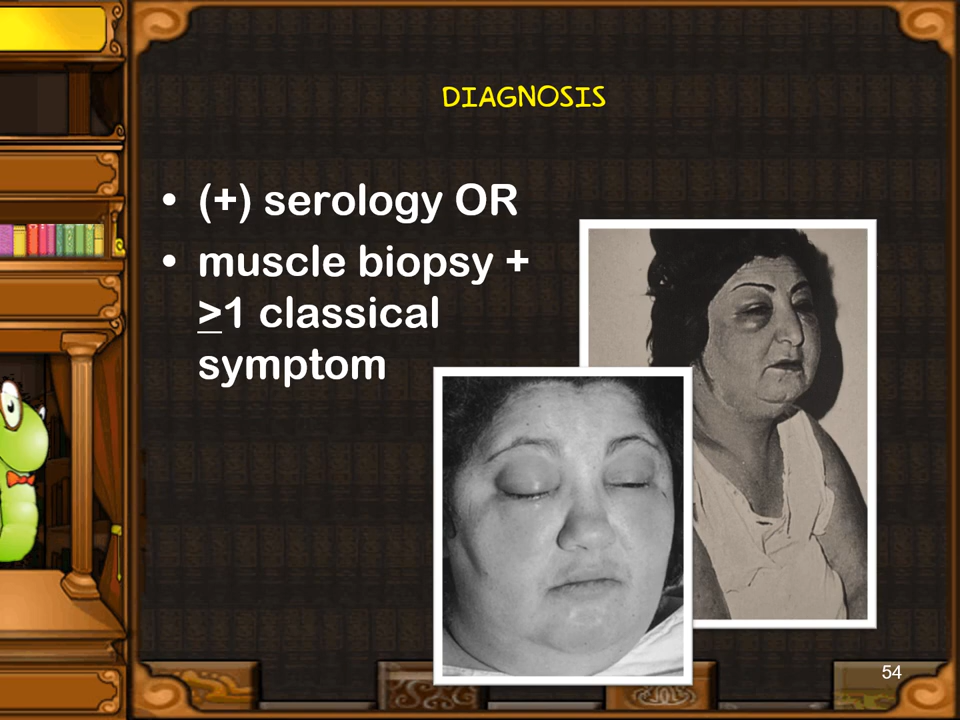 DIAGNOSIS
• (+) serology OR
• muscle biopsy +
≥1 classical
symptom
54